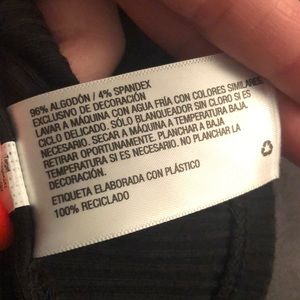 96% ALGODÓN / 4% SPANDEX
EXCLUSIVO DE DECORACIÓN
LAVAR A MÁQUINA CON AGUA FRÍA CON COLORES SIMILARES
CICLO DELICADO. SÓLO BLANQUEADOR SIN CLORO SI ES
NECESARIO. SECAR A MÁQUINA A TEMPERATURA BAJA
RETIRAR OPORTUNAMENTE. PLANCHAR A BAJA
TEMPERATURA SI ES NECESARIO. NO PLANCHAR LA
DECORACIÓN.
ETIQUETA ELABORADA CON PLÁSTICO
100% RECICLADO